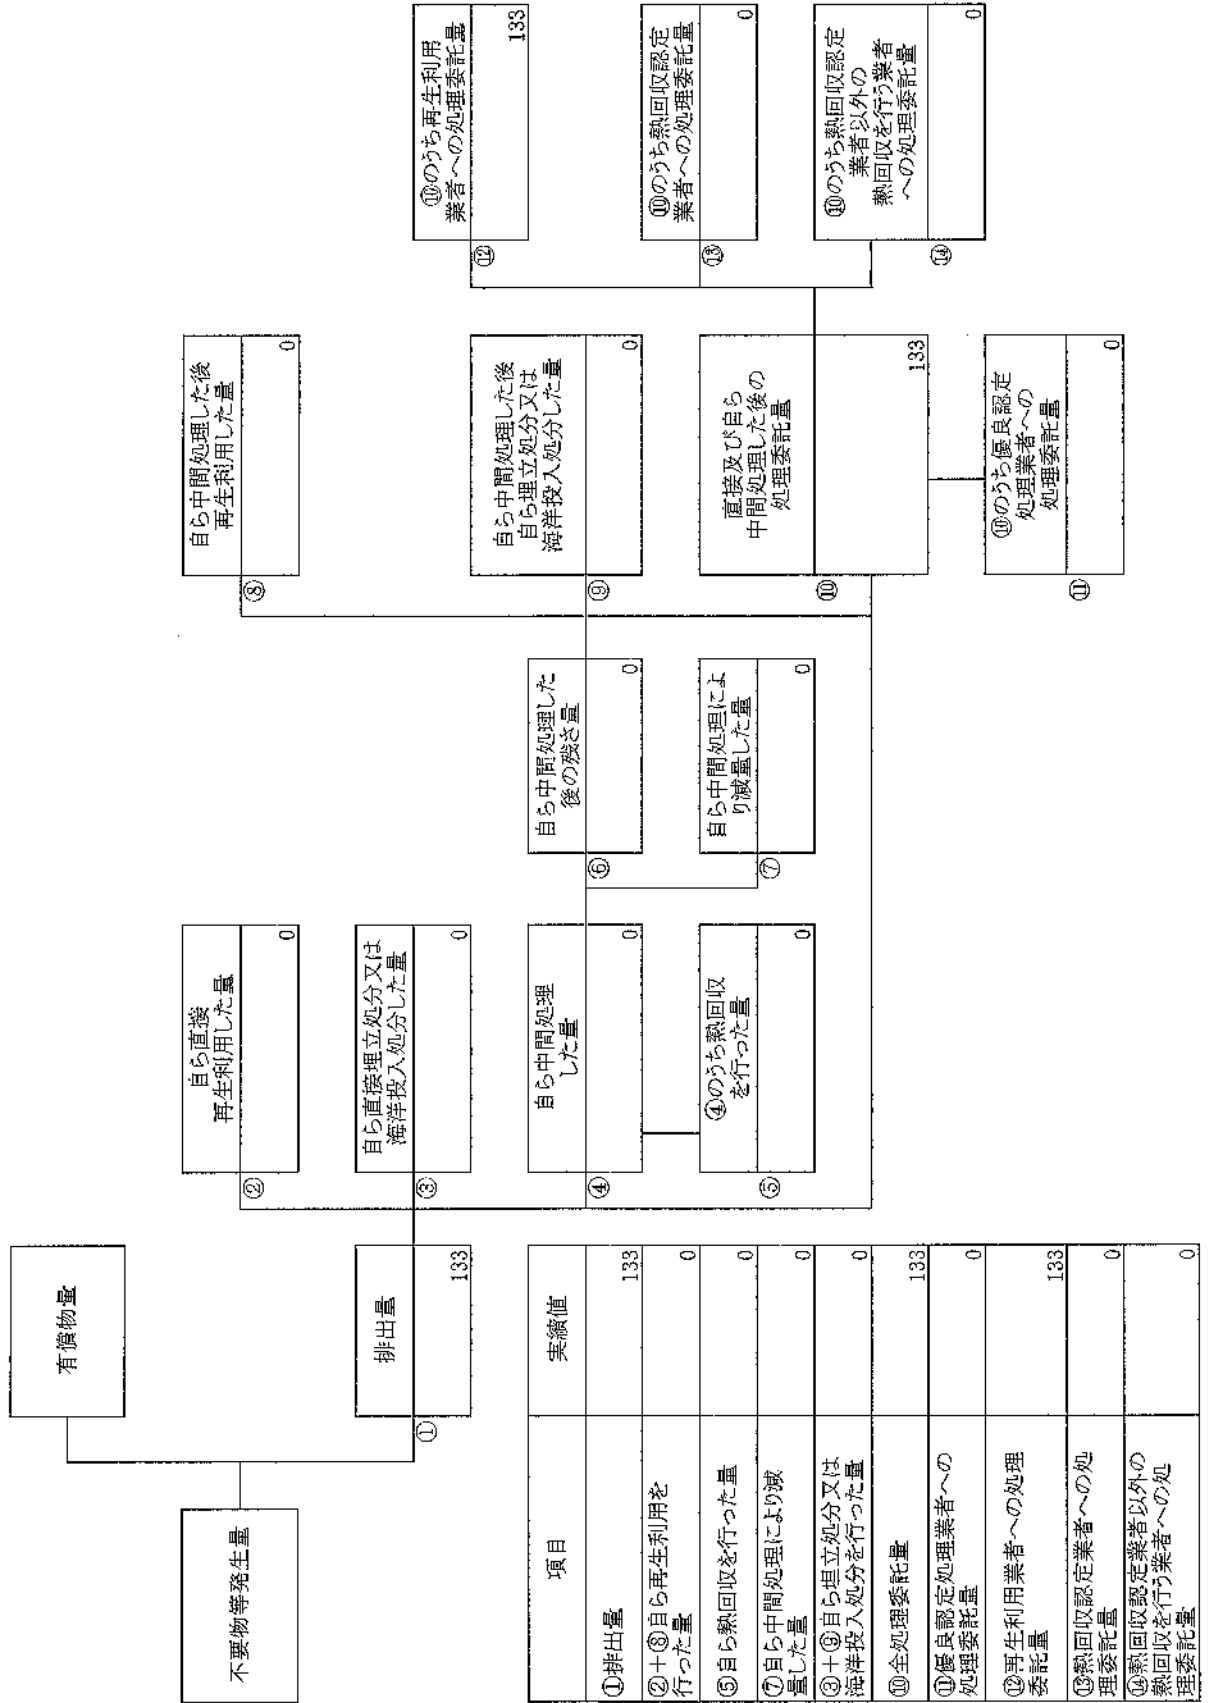 有償物量
不要物等発生量
排出量
①
133
②
自ら直接
再生利用した量
0
③
自ら直接埋立処分又は
海洋投入処分した量
0
④
自ら中間処理
した量
0
⑤
④のうち熱回収
を行った量
0
⑥
自ら中間処理した
後の残さ量
0
⑦
自ら中間処理によ
り減量した量
0
⑧
自ら中間処理した後
再生利用した量
0
⑨
自ら中間処理した後
自ら埋立処分又は
海洋投入処分した量
0
⑩
直接及び自ら
中間処理した後の
処理委託量
133
⑪
⑩のうち優良認定
処理業者への
処理委託量
0
⑫
⑩のうち再生利用
業者への処理委託量
133
⑬
⑩のうち熱回収認定
業者への処理委託量
0
⑭
⑩のうち熱回収認定
業者以外の
熱回収を行う業者
への処理委託量
0
項目 実績値
①排出量 133
②+⑧自ら再生利用を
行った量 0
⑤自ら熱回収を行った量 0
⑦自ら中間処理により減
量した量 0
③+⑨自ら埋立処分又は
海洋投入処分を行った量 0
⑩全処理委託量 133
⑪優良認定処理業者への
処理委託量 0
⑫再生利用業者への処理
委託量 133
⑬熱回収認定業者への処
理委託量 0
⑭熱回収認定業者以外の
熱回収を行う業者への処
理委託量 0